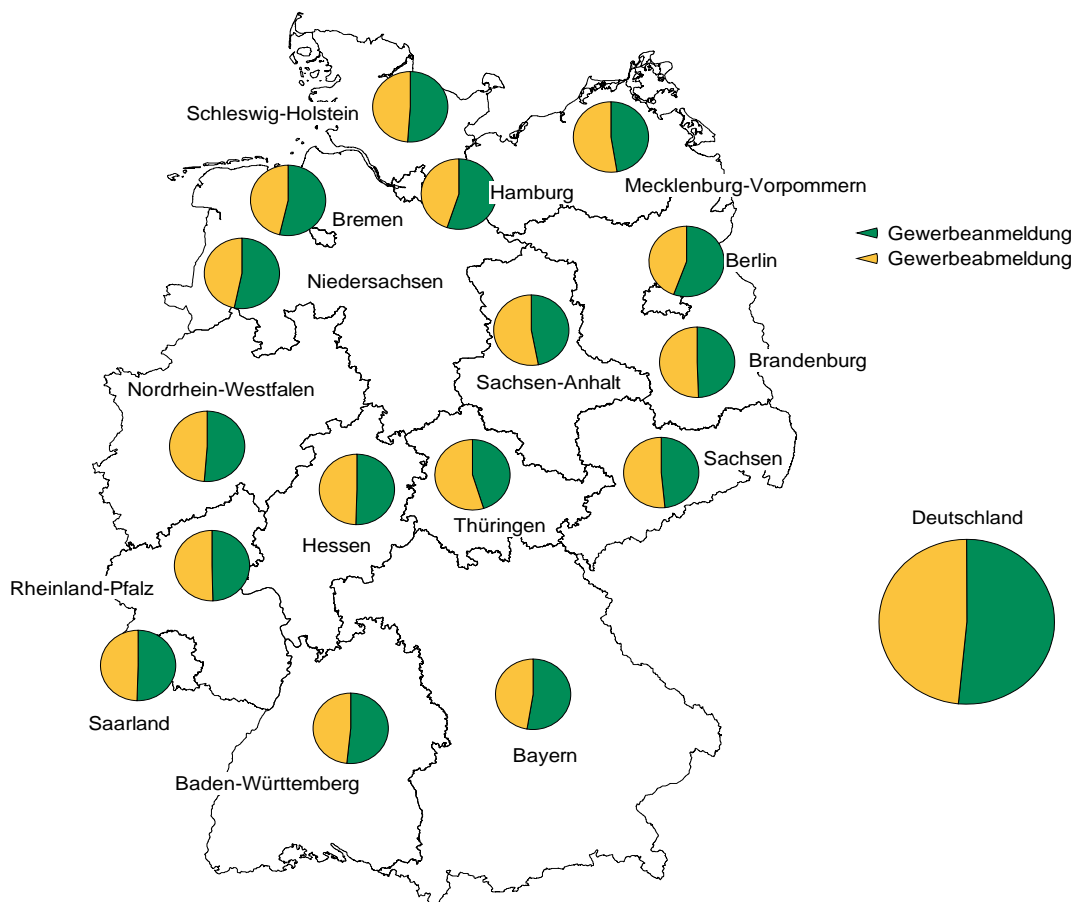 Schleswig-Holstein
Mecklenburg-Vorpommern
Hamburg
Bremen
Gewerbeanmeldung
Gewerbeabmeldung
Berlin
Niedersachsen
Brandenburg
Sachsen-Anhalt
Nordrhein-Westfalen
Sachsen
Thüringen
Hessen
Deutschland
Rheinland-Pfalz
Saarland
Bayern
Baden-Württemberg